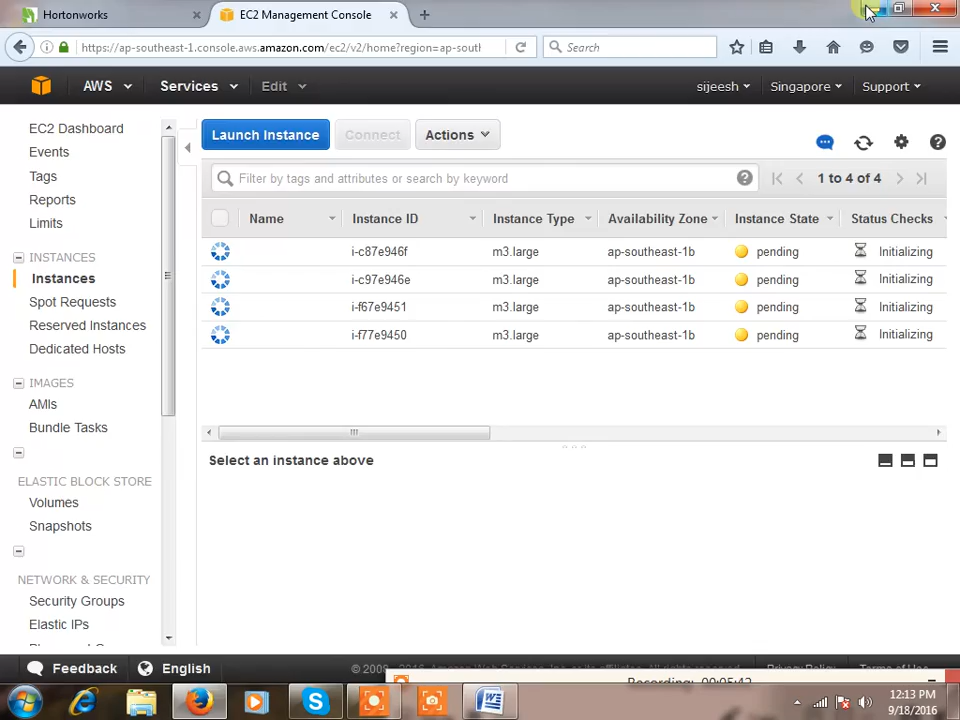 Hortonworks
EC2 Management Console
https://ap-southeast-1.console.aws.amazon.com/ec2/v2/home?region=ap-sout
Search
AWS Services Edit sijeesh Singapore Support
EC2 Dashboard
Events
Tags
Reports
Limits
INSTANCES
Instances
Spot Requests
Reserved Instances
Dedicated Hosts
IMAGES
AMIs
Bundle Tasks
ELASTIC BLOCK STORE
Volumes
Snapshots
NETWORK & SECURITY
Security Groups
Elastic IPs
Launch Instance Connect Actions
Filter by tags and attributes or search by keyword
1 to 4 of 4
Name Instance ID Instance Type Availability Zone Instance State Status Checks
i-c87e946f m3.large ap-southeast-1b pending Initializing
i-c97e946e m3.large ap-southeast-1b pending Initializing
i-f67e9451 m3.large ap-southeast-1b pending Initializing
i-f77e9450 m3.large ap-southeast-1b pending Initializing
Select an instance above
Feedback English
Recording: 00:05:42
12:13 PM
9/18/2016